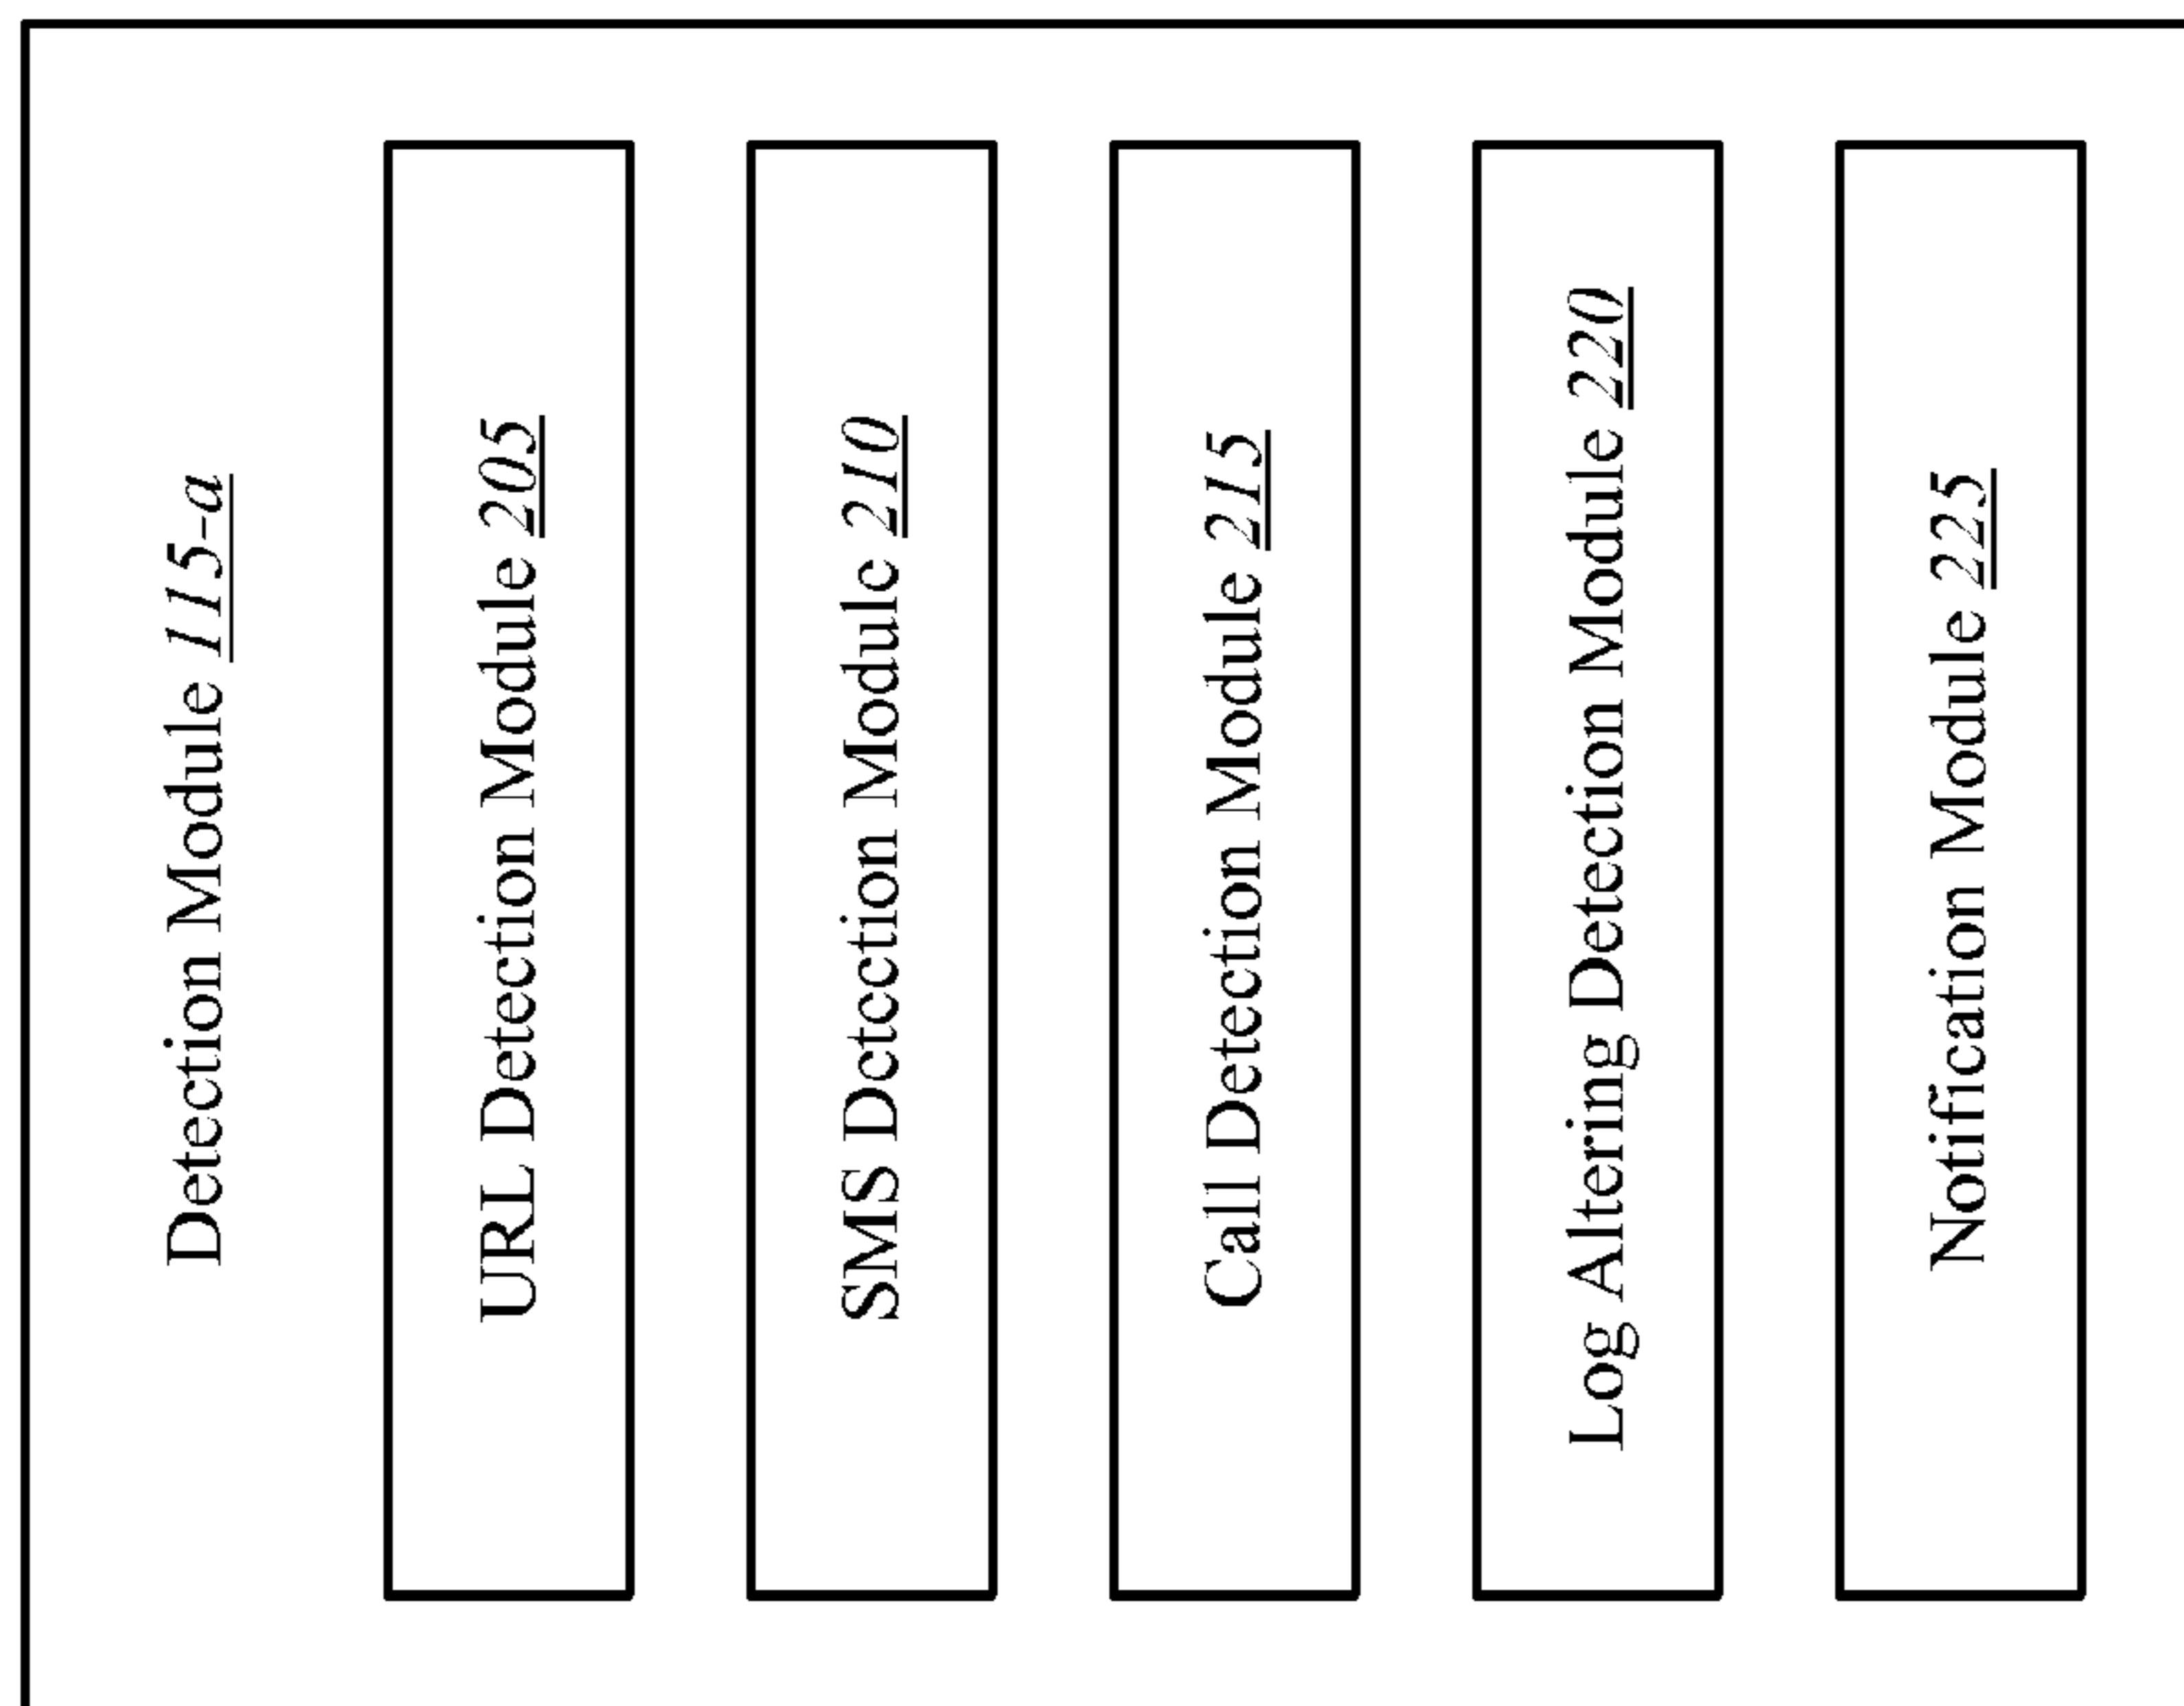 Detection Module 115-a
URL Detection Module 205
SMS Detection Module 210
Call Detection Module 215
Log Altering Detection Module 220
Notification Module 225